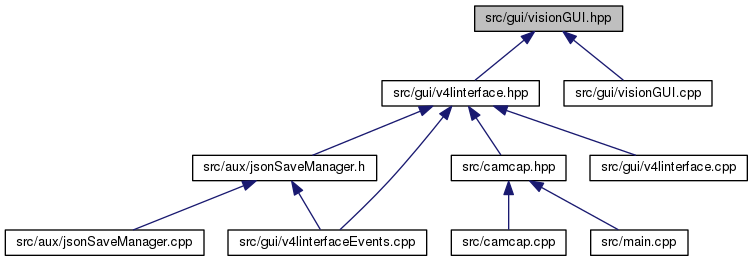 src/gui/visionGUI.hpp
src/gui/v4linterface.hpp
src/gui/visionGUI.cpp
src/aux/jsonSaveManager.h
src/camcap.hpp
src/gui/v4linterface.cpp
src/aux/jsonSaveManager.cpp
src/gui/v4linterfaceEvents.cpp
src/camcap.cpp
src/main.cpp